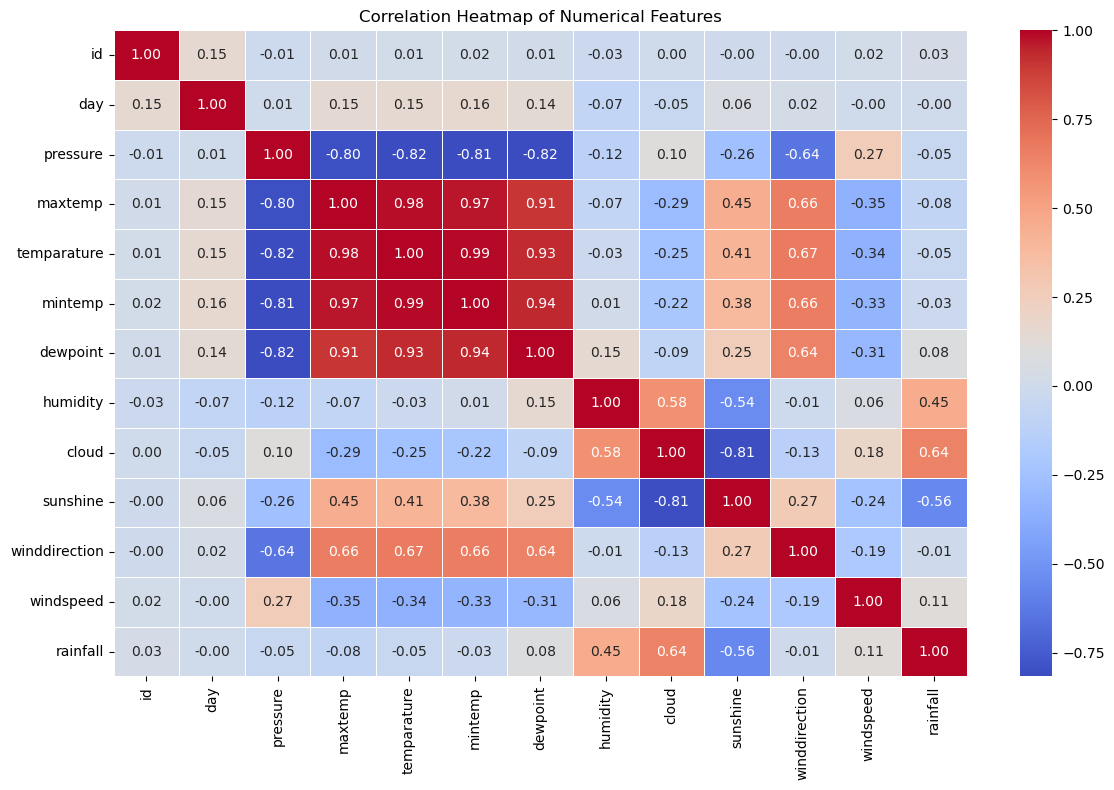 Correlation Heatmap of Numerical Features
id 1.00 0.15 -0.01 0.01 0.01 0.02 0.01 -0.03 0.00 -0.00 -0.00 0.02 0.03
day 0.15 1.00 0.01 0.15 0.15 0.16 0.14 -0.07 -0.05 0.06 0.02 -0.00 -0.00
pressure -0.01 0.01 1.00 -0.80 -0.82 -0.81 -0.82 -0.12 0.10 -0.26 -0.64 0.27 -0.05
maxtemp 0.01 0.15 -0.80 1.00 0.98 0.97 0.91 -0.07 -0.29 0.45 0.66 -0.35 -0.08
temparature 0.01 0.15 -0.82 0.98 1.00 0.99 0.93 -0.03 -0.25 0.41 0.67 -0.34 -0.05
mintemp 0.02 0.16 -0.81 0.97 0.99 1.00 0.94 0.01 -0.22 0.38 0.66 -0.33 -0.03
dewpoint 0.01 0.14 -0.82 0.91 0.93 0.94 1.00 0.15 -0.09 0.25 0.64 -0.31 0.08
humidity -0.03 -0.07 -0.12 -0.07 -0.03 0.01 0.15 1.00 0.58 -0.54 -0.01 0.06 0.45
cloud 0.00 -0.05 0.10 -0.29 -0.25 -0.22 -0.09 0.58 1.00 -0.81 -0.13 0.18 0.64
sunshine -0.00 0.06 -0.26 0.45 0.41 0.38 0.25 -0.54 -0.81 1.00 0.27 -0.24 -0.56
winddirection -0.00 0.02 -0.64 0.66 0.67 0.66 0.64 -0.01 -0.13 0.27 1.00 -0.19 -0.01
windspeed 0.02 -0.00 0.27 -0.35 -0.34 -0.33 -0.31 0.06 0.18 -0.24 -0.19 1.00 0.11
rainfall 0.03 -0.00 -0.05 -0.08 -0.05 -0.03 0.08 0.45 0.64 -0.56 -0.01 0.11 1.00
id day pressure maxtemp temparature mintemp dewpoint humidity cloud sunshine winddirection windspeed rainfall
1.00
0.75
0.50
0.25
0.00
−0.25
−0.50
−0.75